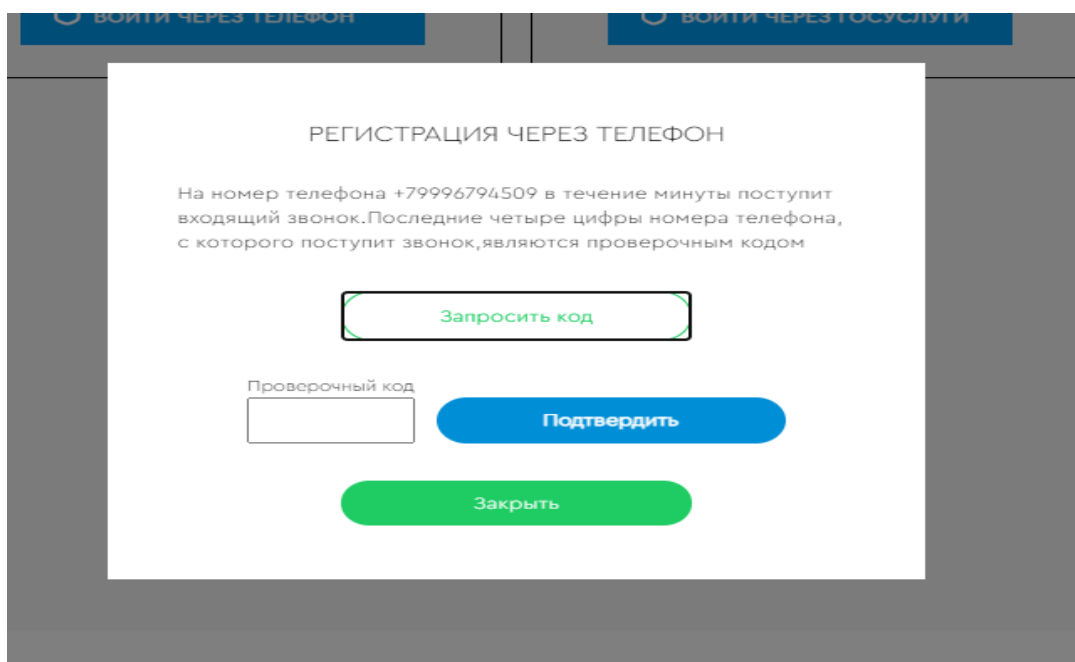 ВОЙТИ ЧЕРЕЗ ТЕЛЕФОН
ВОЙТИ ЧЕРЕЗ ГОСУСЛУГИ
РЕГИСТРАЦИЯ ЧЕРЕЗ ТЕЛЕФОН
На номер телефона +79996794509 в течение минуты поступит
входящий звонок.Последние четыре цифры номера телефона,
с которого поступит звонок,являются проверочным кодом
Запросить код
Проверочный код
Подтвердить
Закрыть